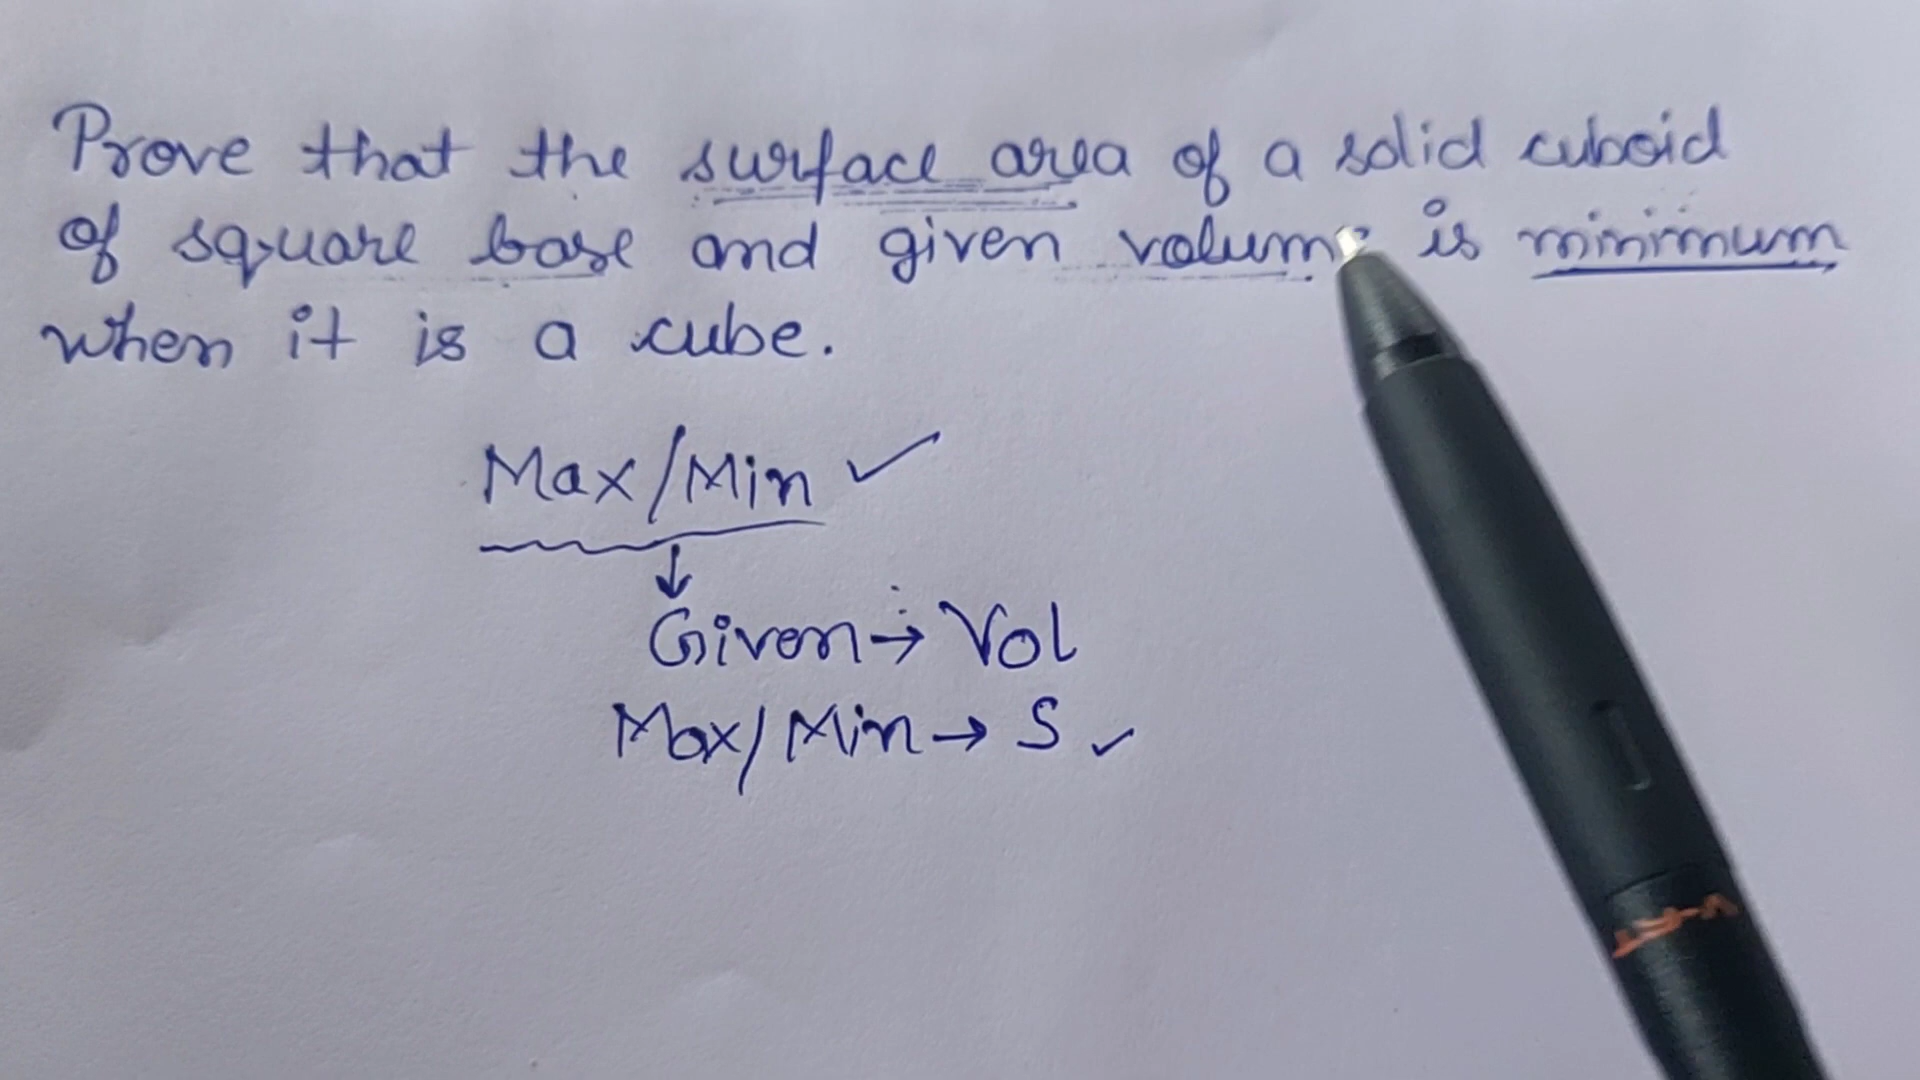 Prove that the surface area of a solid cuboid
of square base and given volume is minimum
when it is a cube.
Max/Min ✓
↓
Given → Vol
Max/Min → S ✓